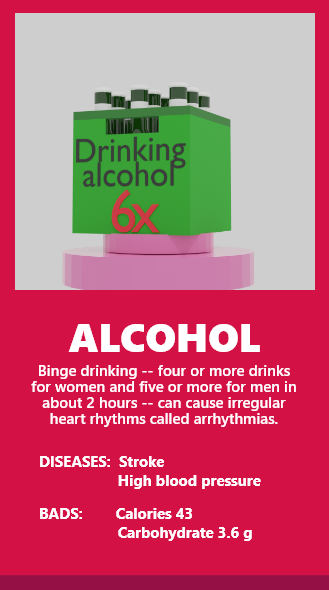 Drinking
alcohol
6x
ALCOHOL
Binge drinking -- four or more drinks
for women and five or more for men in
about 2 hours -- can cause irregular
heart rhythms called arrhythmias.
DISEASES: Stroke
High blood pressure
BADS: Calories 43
Carbohydrate 3.6 g